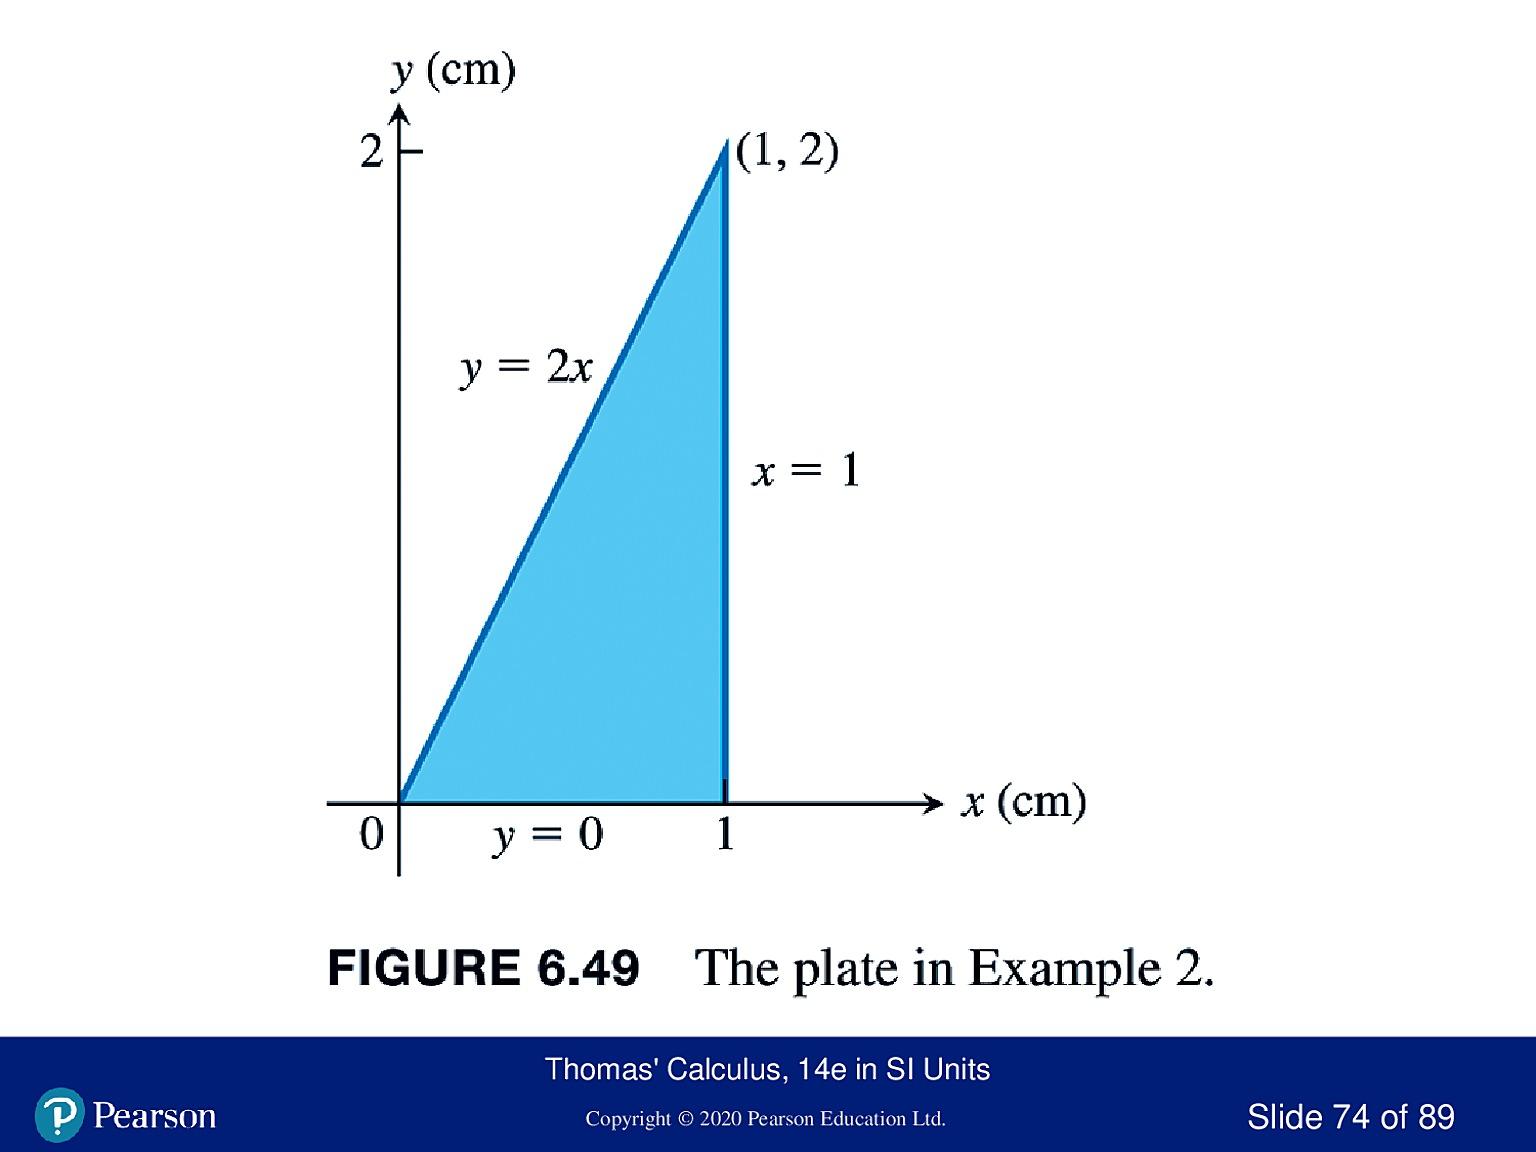 y (cm)
2
(1, 2)
y = 2x
x = 1
x (cm)
0
y = 0
1
FIGURE 6.49 The plate in Example 2.
Thomas' Calculus, 14e in SI Units
Pearson
Copyright © 2020 Pearson Education Ltd.
Slide 74 of 89